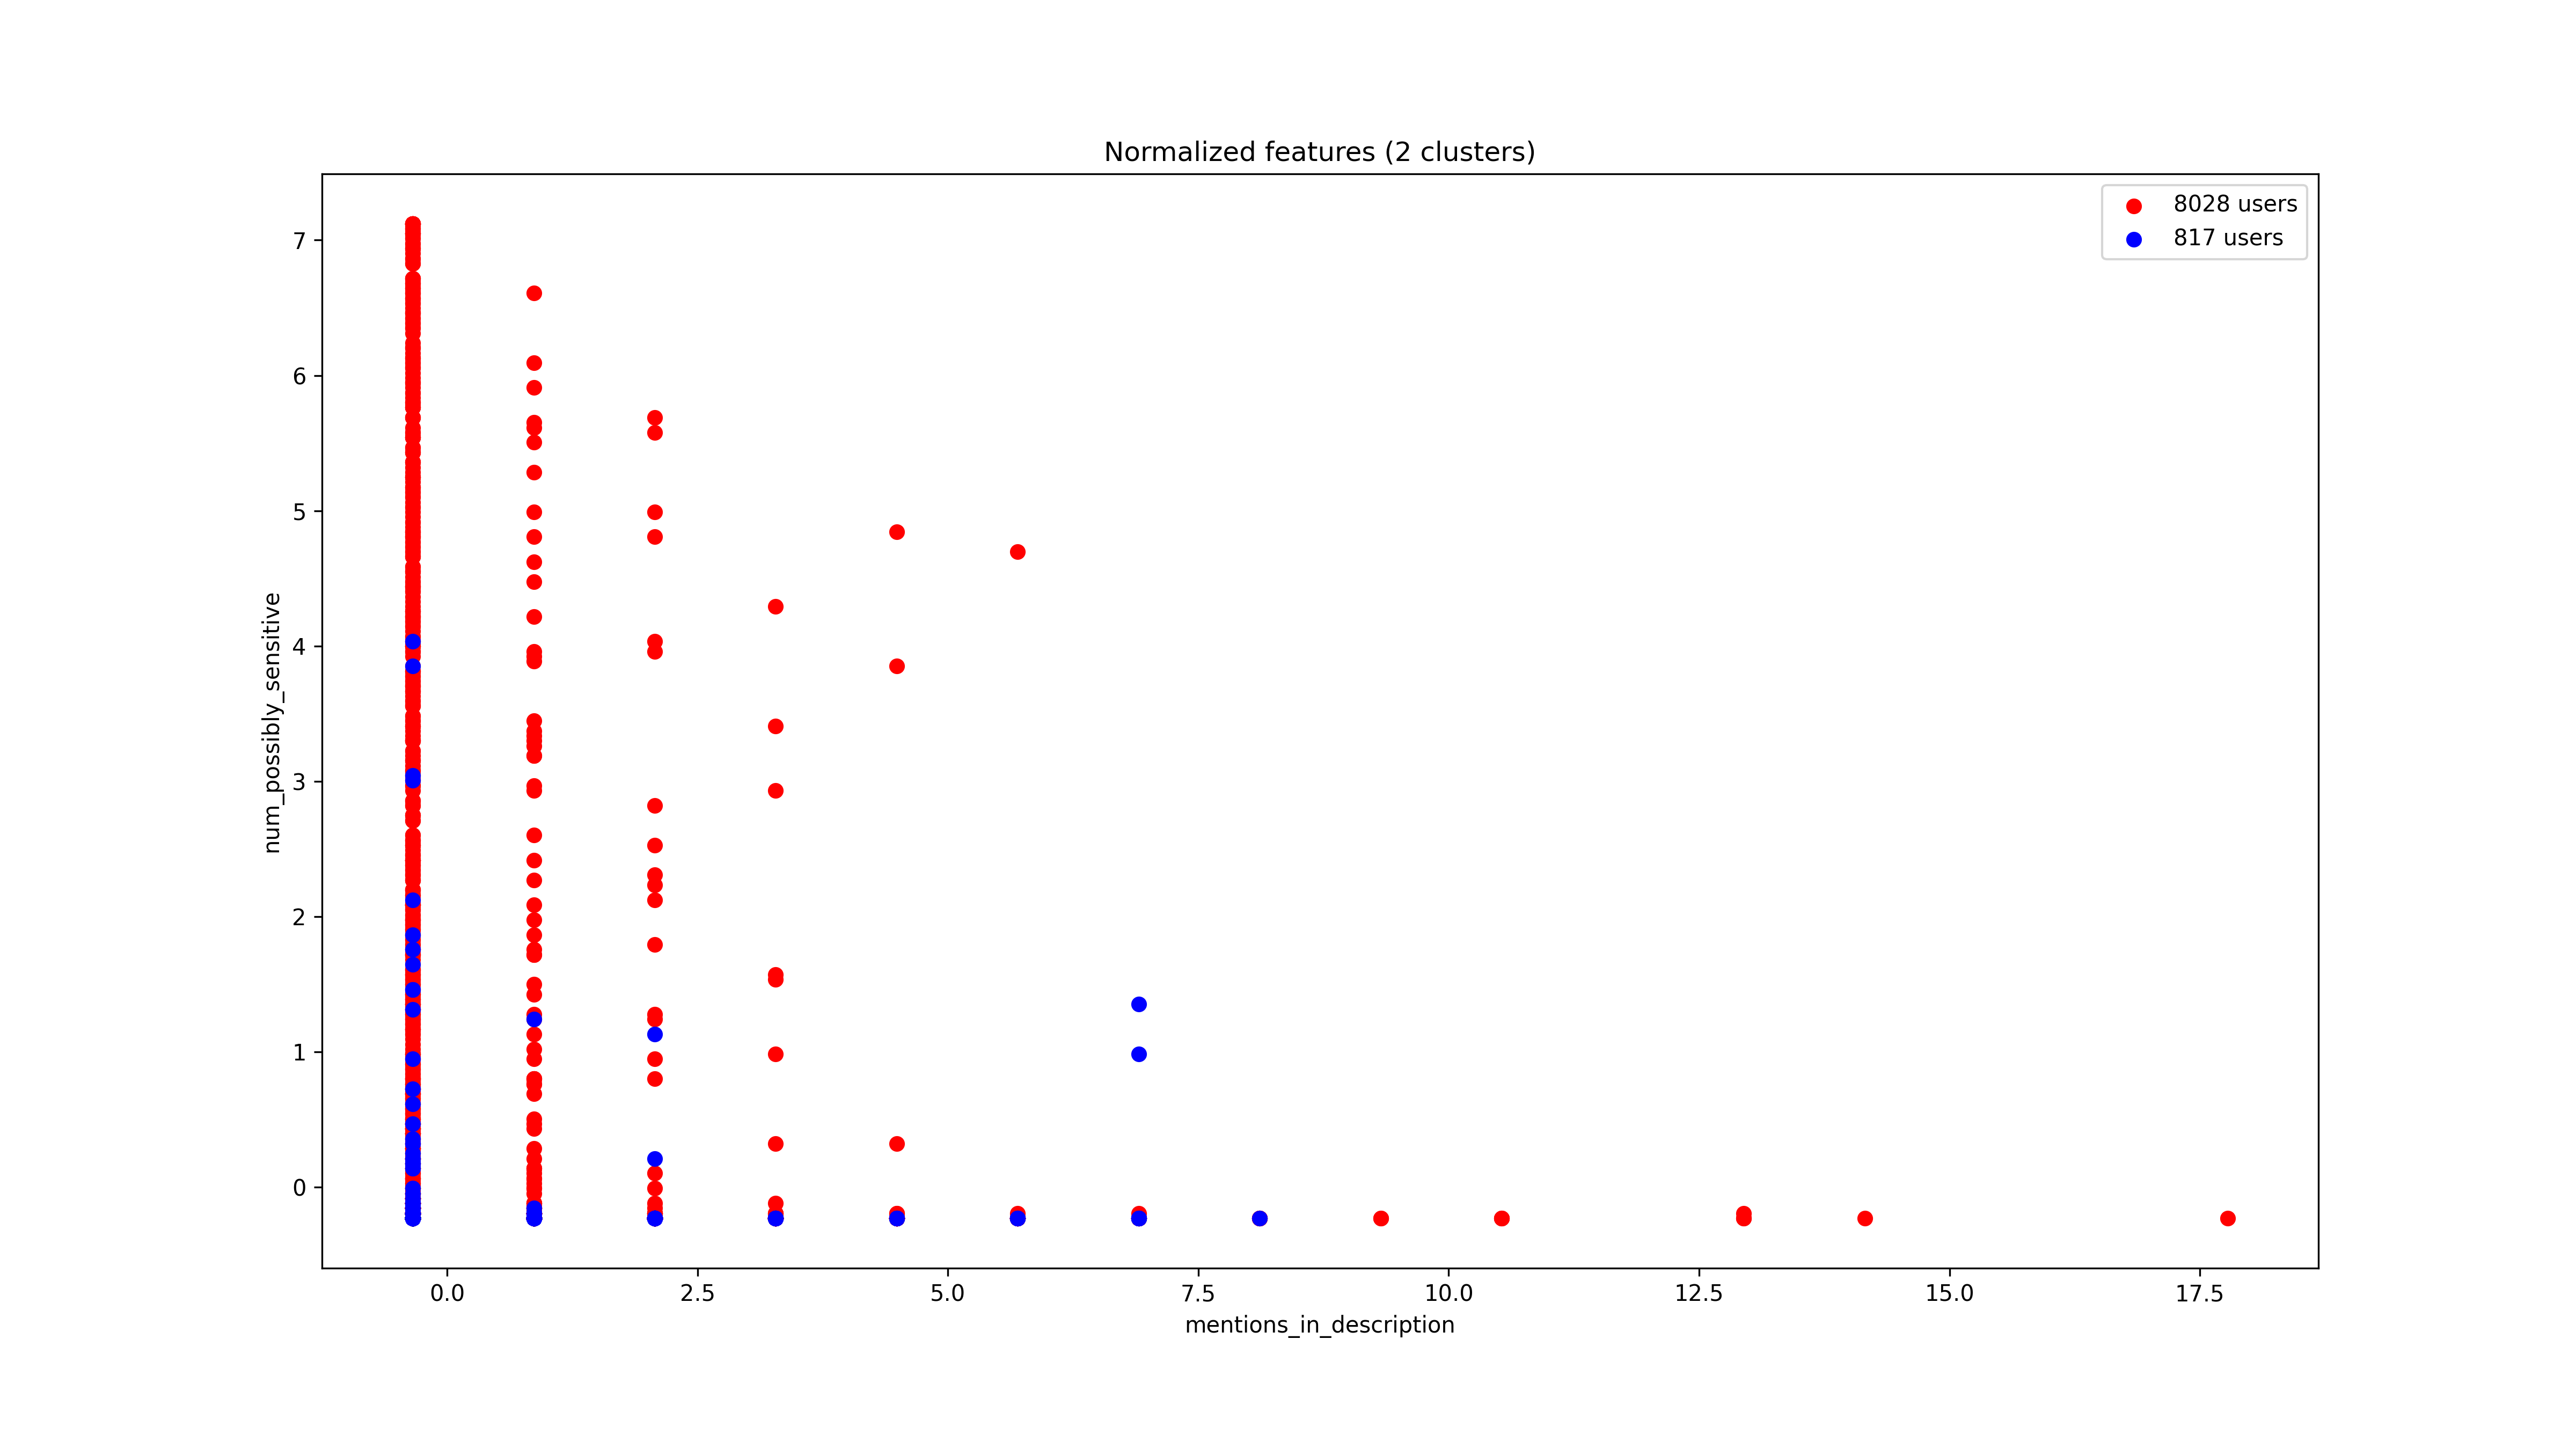 Normalized features (2 clusters)
8028 users
817 users
7
6
5
4
3
2
1
0
num_possibly_sensitive
0.0 2.5 5.0 7.5 10.0 12.5 15.0 17.5
mentions_in_description